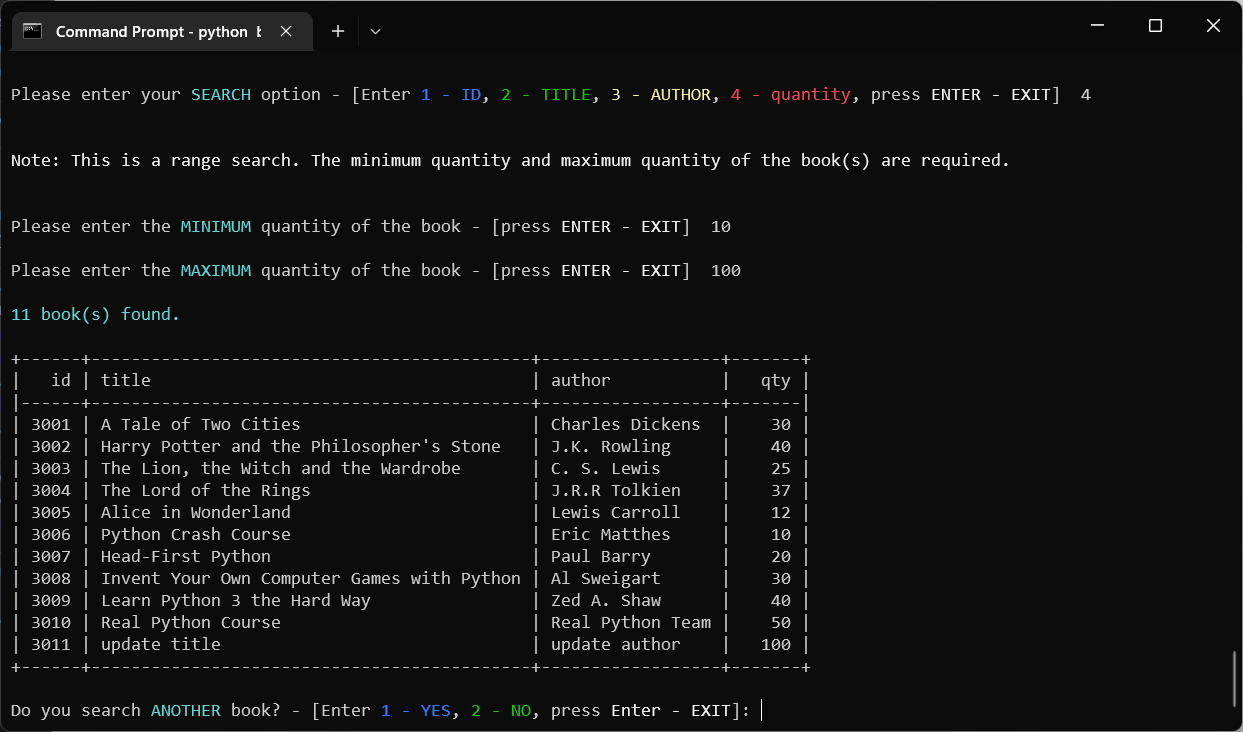 Command Prompt - python
Please enter your SEARCH option - [Enter 1 - ID, 2 - TITLE, 3 - AUTHOR, 4 - quantity, press ENTER - EXIT]  4
Note: This is a range search. The minimum quantity and maximum quantity of the book(s) are required.
Please enter the MINIMUM quantity of the book - [press ENTER - EXIT]  10
Please enter the MAXIMUM quantity of the book - [press ENTER - EXIT]  100
11 book(s) found.
+------+--------------------------------------------+------------------+-------+
|   id | title                                      | author           |   qty |
|------+--------------------------------------------+------------------+-------|
| 3001 | A Tale of Two Cities                       | Charles Dickens  |    30 |
| 3002 | Harry Potter and the Philosopher's Stone   | J.K. Rowling     |    40 |
| 3003 | The Lion, the Witch and the Wardrobe       | C. S. Lewis      |    25 |
| 3004 | The Lord of the Rings                      | J.R.R Tolkien    |    37 |
| 3005 | Alice in Wonderland                        | Lewis Carroll    |    12 |
| 3006 | Python Crash Course                        | Eric Matthes     |    10 |
| 3007 | Head-First Python                          | Paul Barry       |    20 |
| 3008 | Invent Your Own Computer Games with Python | Al Sweigart      |    30 |
| 3009 | Learn Python 3 the Hard Way                | Zed A. Shaw      |    40 |
| 3010 | Real Python Course                         | Real Python Team |    50 |
| 3011 | update title                               | update author    |   100 |
+------+--------------------------------------------+------------------+-------+
Do you search ANOTHER book? - [Enter 1 - YES, 2 - NO, press Enter - EXIT]: